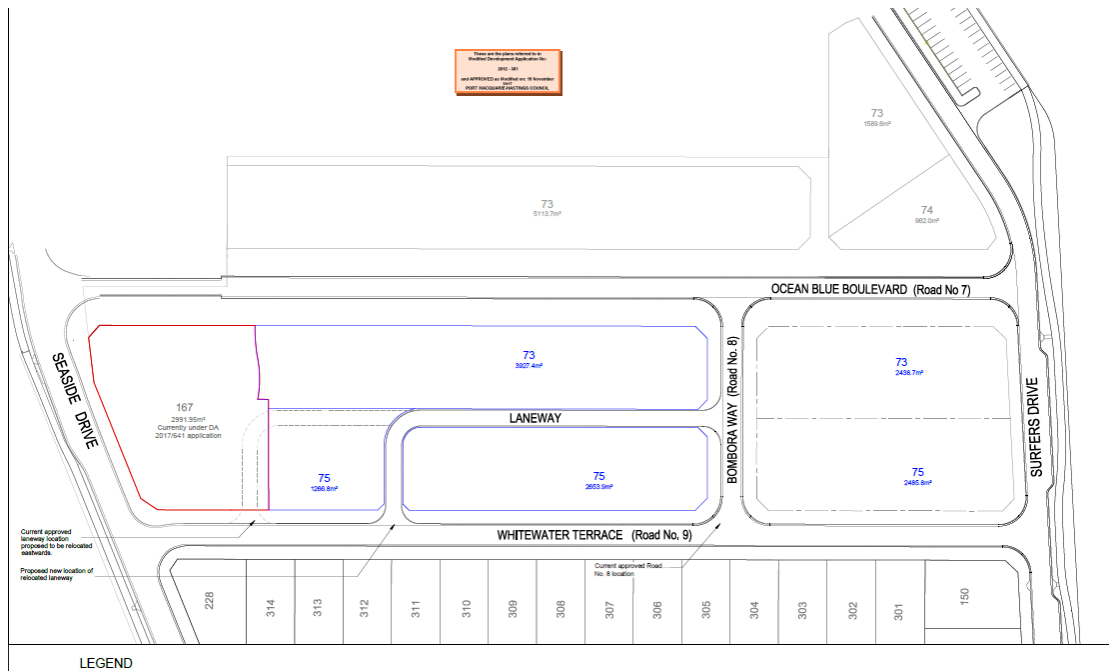 These are the plans referred to in
Modified Development Application No:
2012 - 381
and APPROVED as Modified on: 15 November
2017
PORT MACQUARIE-HASTINGS COUNCIL
73
1589.6m²
73
5113.7m²
74
962.0m²
OCEAN BLUE BOULEVARD (Road No 7)
SEASIDE DRIVE
73
3927.4m²
BOMBORA WAY (Road No. 8)
73
2438.7m²
SURFERS DRIVE
167
2991.95m²
Currently under DA
2017/641 application
LANEWAY
75
1266.8m²
75
2653.0m²
75
2485.8m²
Current approved
laneway location
proposed to be relocated
eastwards.
WHITEWATER TERRACE (Road No. 9)
Proposed new location of
relocated laneway
Current approved Road
No. 8 location
228
314
313
312
311
310
309
308
307
306
305
304
303
302
301
150
LEGEND